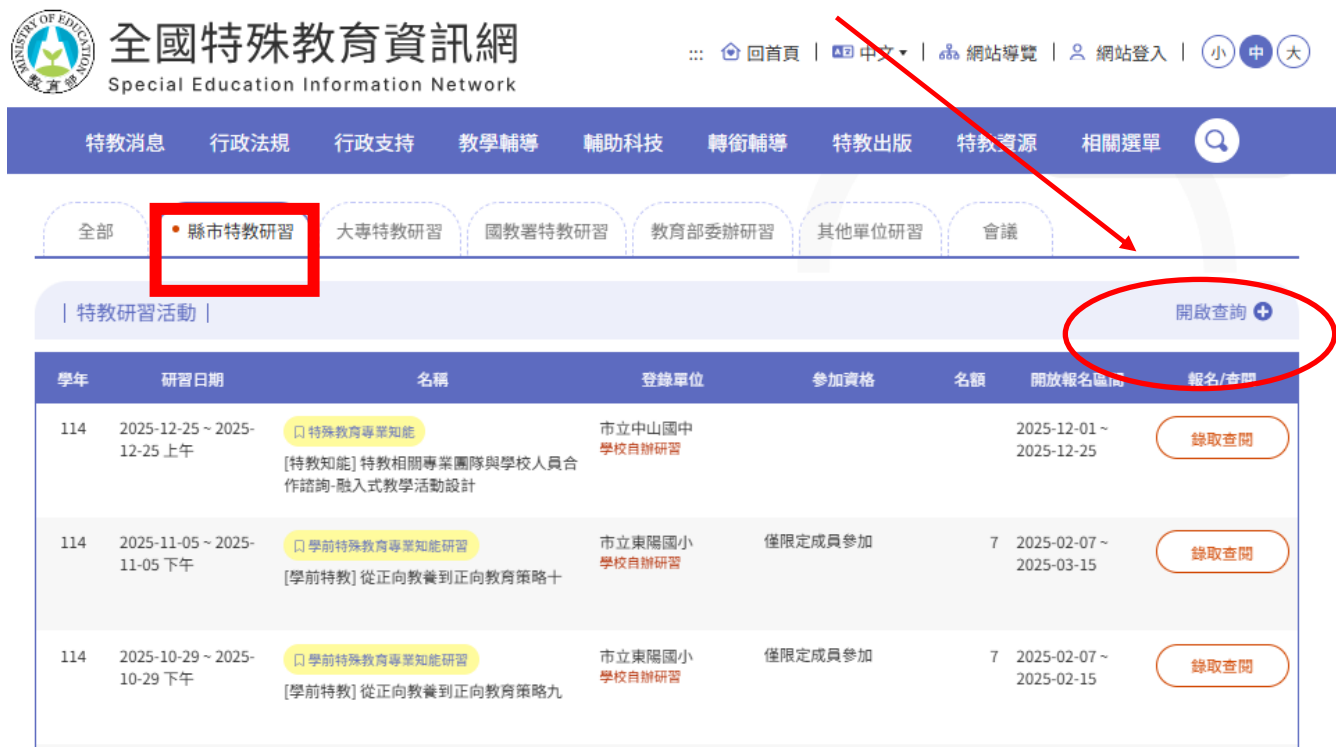 全國特殊教育資訊網
Special Education Information Network
MINISTRY OF EDUCATION
教育部
::: 回首頁 | 中文 ▾ | 網站導覽 | 網站登入 | 小 中 大
特教消息 行政法規 行政支持 教學輔導 輔助科技 轉銜輔導 特教出版 特教資源 相關選單
全部 • 縣市特教研習 大專特教研習 國教署特教研習 教育部委辦研習 其他單位研習 會議
| 特教研習活動 | 開啟查詢
學年 研習日期 名稱 登錄單位 參加資格 名額 開放報名區間 報名/查閱
114 2025-12-25 ~ 2025- 特殊教育專業知能 市立中山國中 2025-12-01 ~ 錄取查閱
12-25 上午 [特教知能] 特教相關專業團隊與學校人員合 學校自辦研習 2025-12-25
作諮詢-融入式教學活動設計
114 2025-11-05 ~ 2025- 學前特殊教育專業知能研習 市立東陽國小 僅限定成員參加 7 2025-02-07 ~ 錄取查閱
11-05 下午 [學前特教] 從正向教養到正向教育策略十 學校自辦研習 2025-03-15
114 2025-10-29 ~ 2025- 學前特殊教育專業知能研習 市立東陽國小 僅限定成員參加 7 2025-02-07 ~ 錄取查閱
10-29 下午 [學前特教] 從正向教養到正向教育策略九 學校自辦研習 2025-02-15